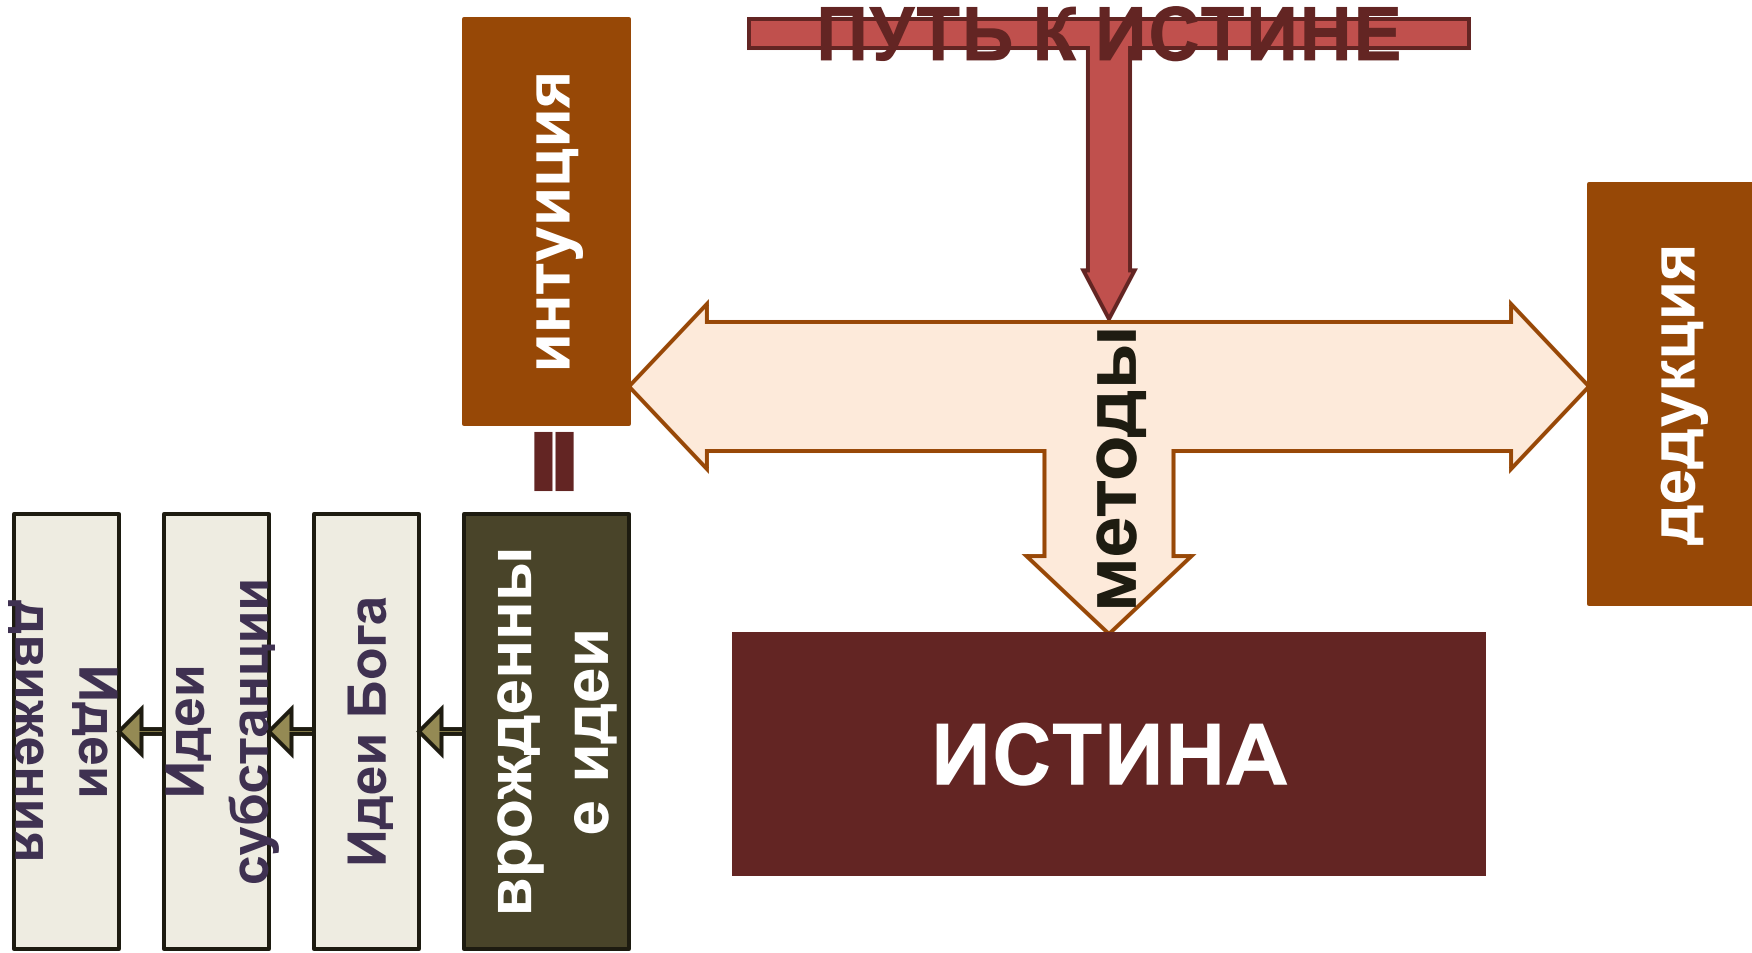 ПУТЬ К ИСТИНЕ
интуиция
методы
дедукция
врожденны
е идеи
Идеи Бога
Идеи
субстанции
Идеи
движения
ИСТИНА